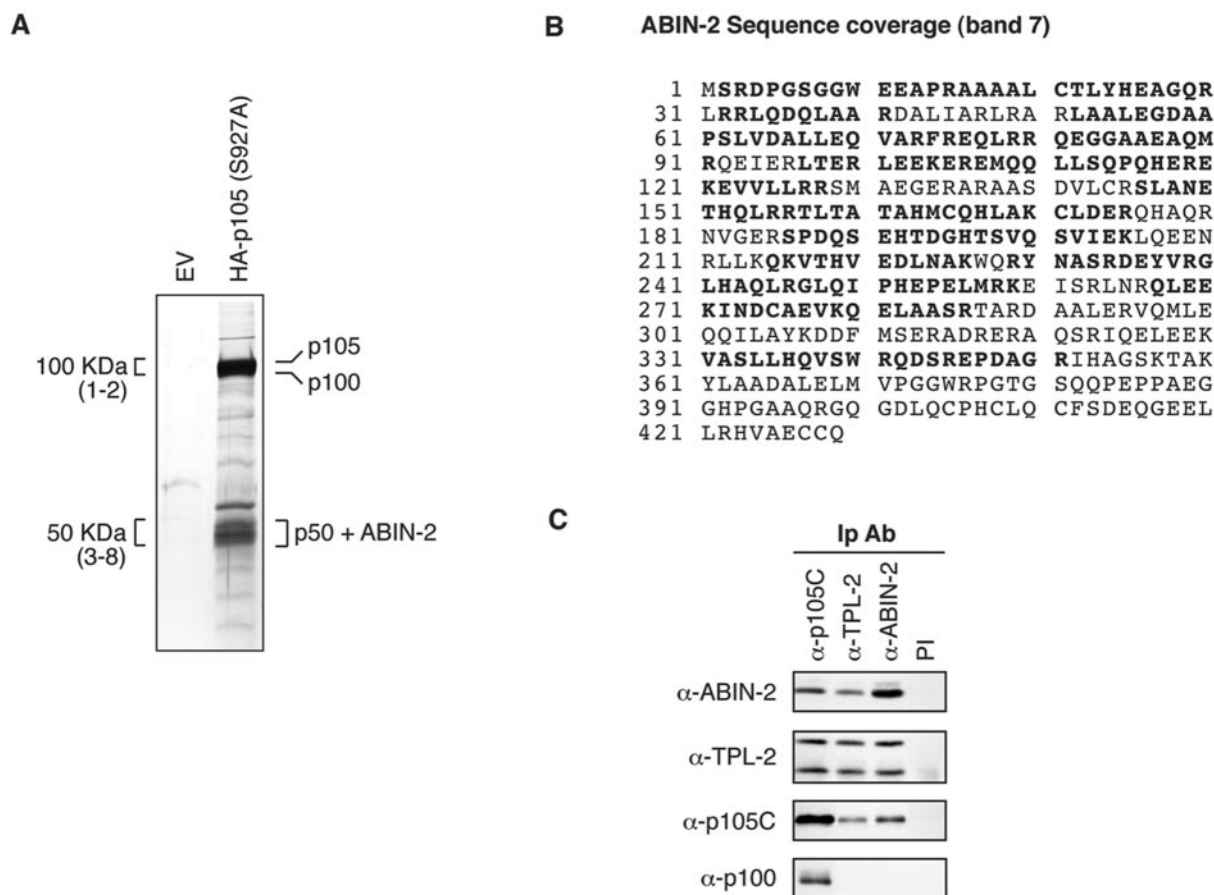 A
EV
HA-p105 (S927A)
100 KDa
(1-2)
p105
p100
50 KDa
(3-8)
p50 + ABIN-2
B
ABIN-2 Sequence coverage (band 7)
1 MSRDPGSGGW EEAPRAAAAL CTLYHEAGQR
31 LRRLQDQLAA RDALIARLRA RLAALEGDAA
61 PSLVDALLEQ VARFREQLRR QEGGAAEAQM
91 RQEIERLTER LEEKEREMQQ LLSQPQHERE
121 KEVVLLRRSM AEGERARAAS DVLCRSLANE
151 THQLRRTLTA TAHMCQHLAK CLDERQHAQR
181 NVGERSPDQS EHTDGHTSVQ SVIEKLQEEN
211 RLLKQKVTHV EDLNAKWQRY NASRDEYVRG
241 LHAQLRGLQI PHEPELMRKE ISRLNRQLEE
271 KINDCAEVKQ ELAASRTARD AALERVQMLE
301 QQILAYKDDF MSERADRERA QSRIQELEEK
331 VASLLHQVSW RQDSREPDAG RIHAGSKTAK
361 YLAADALELM VPGGWRPGTG SQQPEPPAEG
391 GHPGAAQRGQ GDLQCPHCLQ CFSDEQGEEL
421 LRHVAECCQ
C
Ip Ab
α-p105C
α-TPL-2
α-ABIN-2
PI
α-ABIN-2
α-TPL-2
α-p105C
α-p100